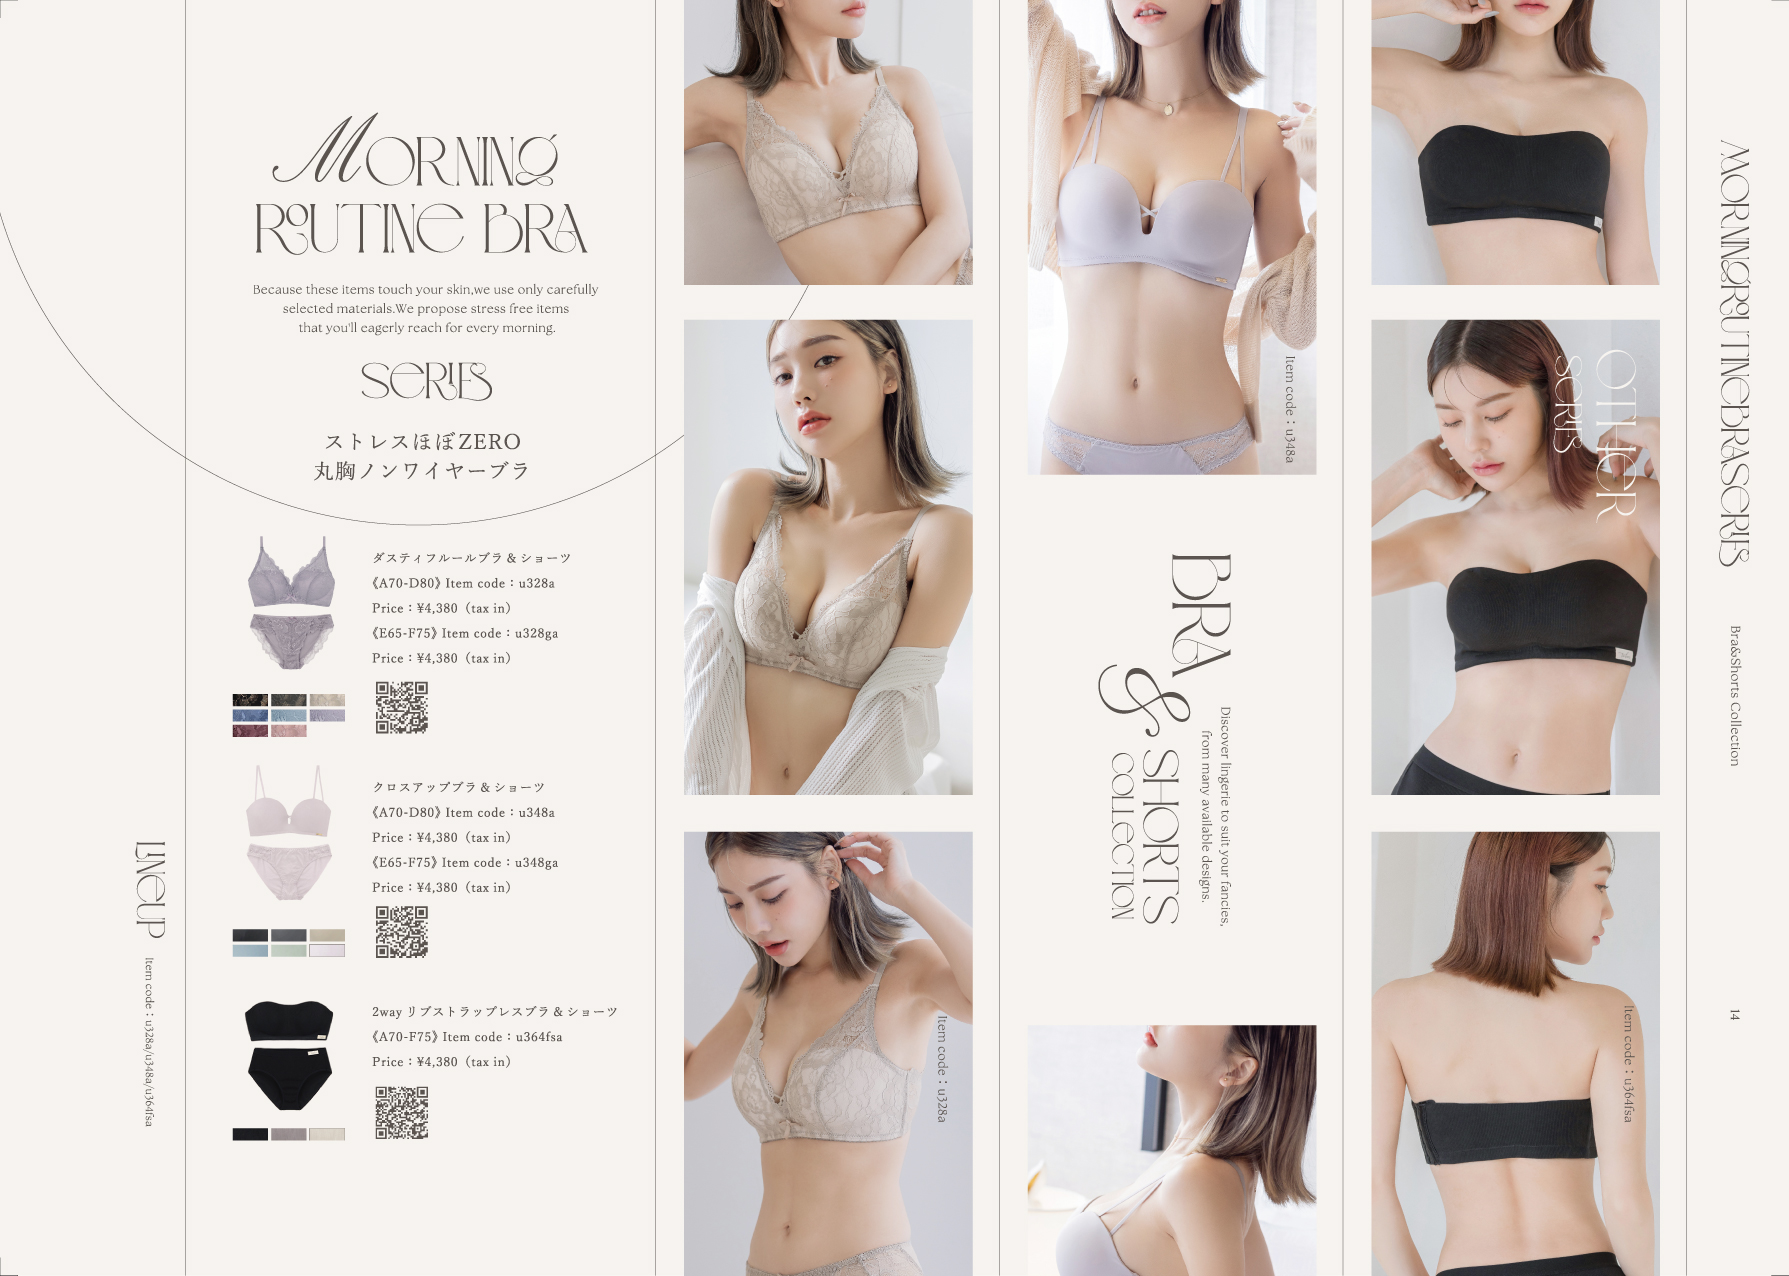 MORNING
ROUTINE BRA
Because these items touch your skin,we use only carefully
selected materials.We propose stress free items
that you'll eagerly reach for every morning.
SERIES
ストレスほぼZERO
丸胸ノンワイヤーブラ
ダスティフルールブラ&ショーツ
《A70-D80》Item code：u328a
Price：¥4,380（tax in）
《E65-F75》Item code：u328ga
Price：¥4,380（tax in）
クロスアップブラ&ショーツ
《A70-D80》Item code：u348a
Price：¥4,380（tax in）
《E65-F75》Item code：u348ga
Price：¥4,380（tax in）
2way リブストラップレスブラ&ショーツ
《A70-F75》Item code：u364fsa
Price：¥4,380（tax in）
LINEUP
Item code：u328a/u348a/u364fsa
Item code：u328a
Item code：u348a
BRA
&
SHORTS
COLLECTION
Discover lingerie to suit your fancies,
from many available designs.
OTHER
SERIES
Item code：u364fsa
MORNINGROUTINEBRASERIES
Bra&Shorts Collection
14